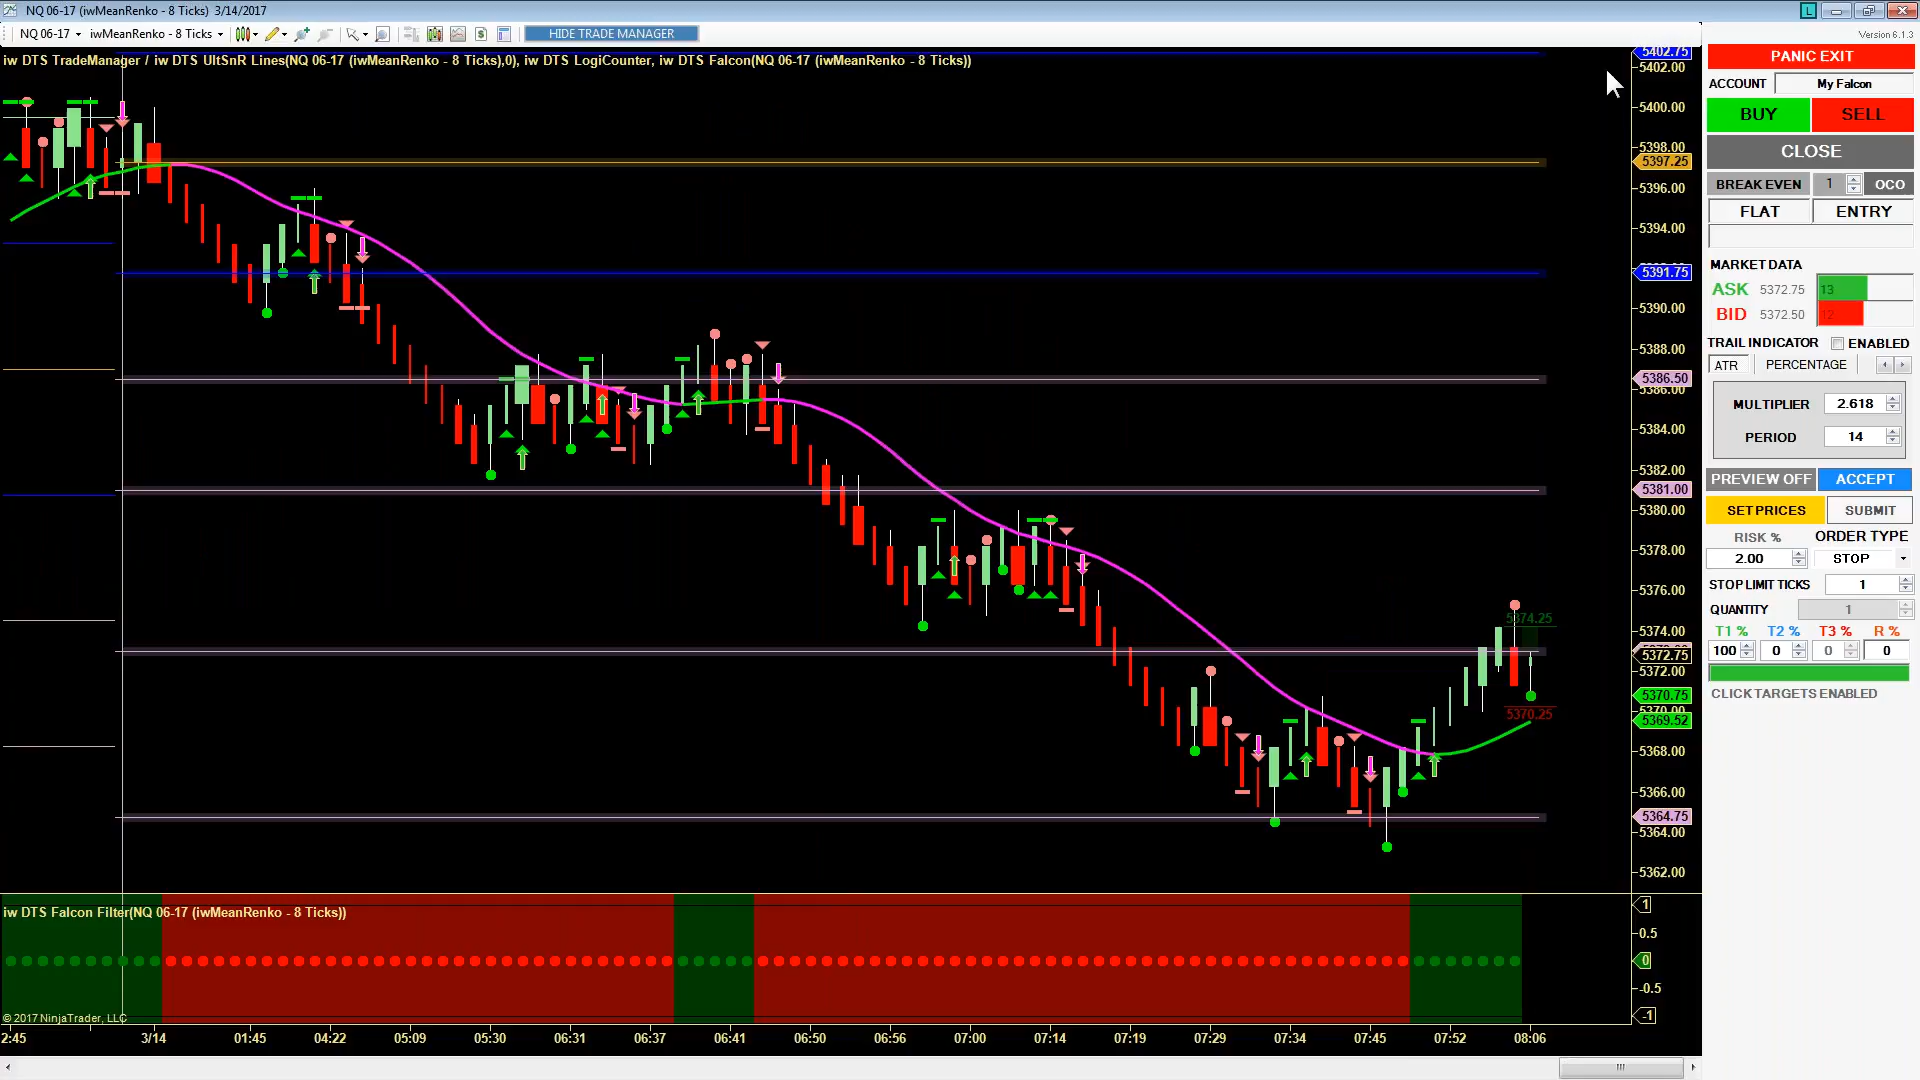 NQ 06-17 (iwMeanRenko - 8 Ticks) 3/14/2017
L
NQ 06-17 iwMeanRenko - 8 Ticks HIDE TRADE MANAGER
iw DTS TradeManager / iw DTS UltSnR Lines(NQ 06-17 (iwMeanRenko - 8 Ticks),0), iw DTS LogiCounter, iw DTS Falcon(NQ 06-17 (iwMeanRenko - 8 Ticks))
5402.75
5402.00
5400.00
5398.00
5397.25
5396.00
5394.00
5391.75
5390.00
5388.00
5386.50
5386.00
5384.00
5382.00
5381.00
5380.00
5378.00
5376.00
5374.25
5374.00
5372.75
5372.00
5370.75
5370.00
5370.25
5369.52
5368.00
5366.00
5364.75
5364.00
5362.00
iw DTS Falcon Filter(NQ 06-17 (iwMeanRenko - 8 Ticks))
1
0.5
0
-0.5
-1
© 2017 NinjaTrader, LLC
2:45 3/14 01:45 04:22 05:09 05:30 06:31 06:37 06:41 06:50 06:56 07:00 07:14 07:19 07:29 07:34 07:45 07:52 08:06
Version 6.1.3
PANIC EXIT
ACCOUNT My Falcon
BUY SELL
CLOSE
BREAK EVEN 1 OCO
FLAT ENTRY
MARKET DATA
ASK 5372.75 13
BID 5372.50 12
TRAIL INDICATOR ENABLED
ATR PERCENTAGE
MULTIPLIER 2.618
PERIOD 14
PREVIEW OFF ACCEPT
SET PRICES SUBMIT
RISK % ORDER TYPE
2.00 STOP
STOP LIMIT TICKS 1
QUANTITY 1
T1 % T2 % T3 % R %
100 0 0 0
CLICK TARGETS ENABLED